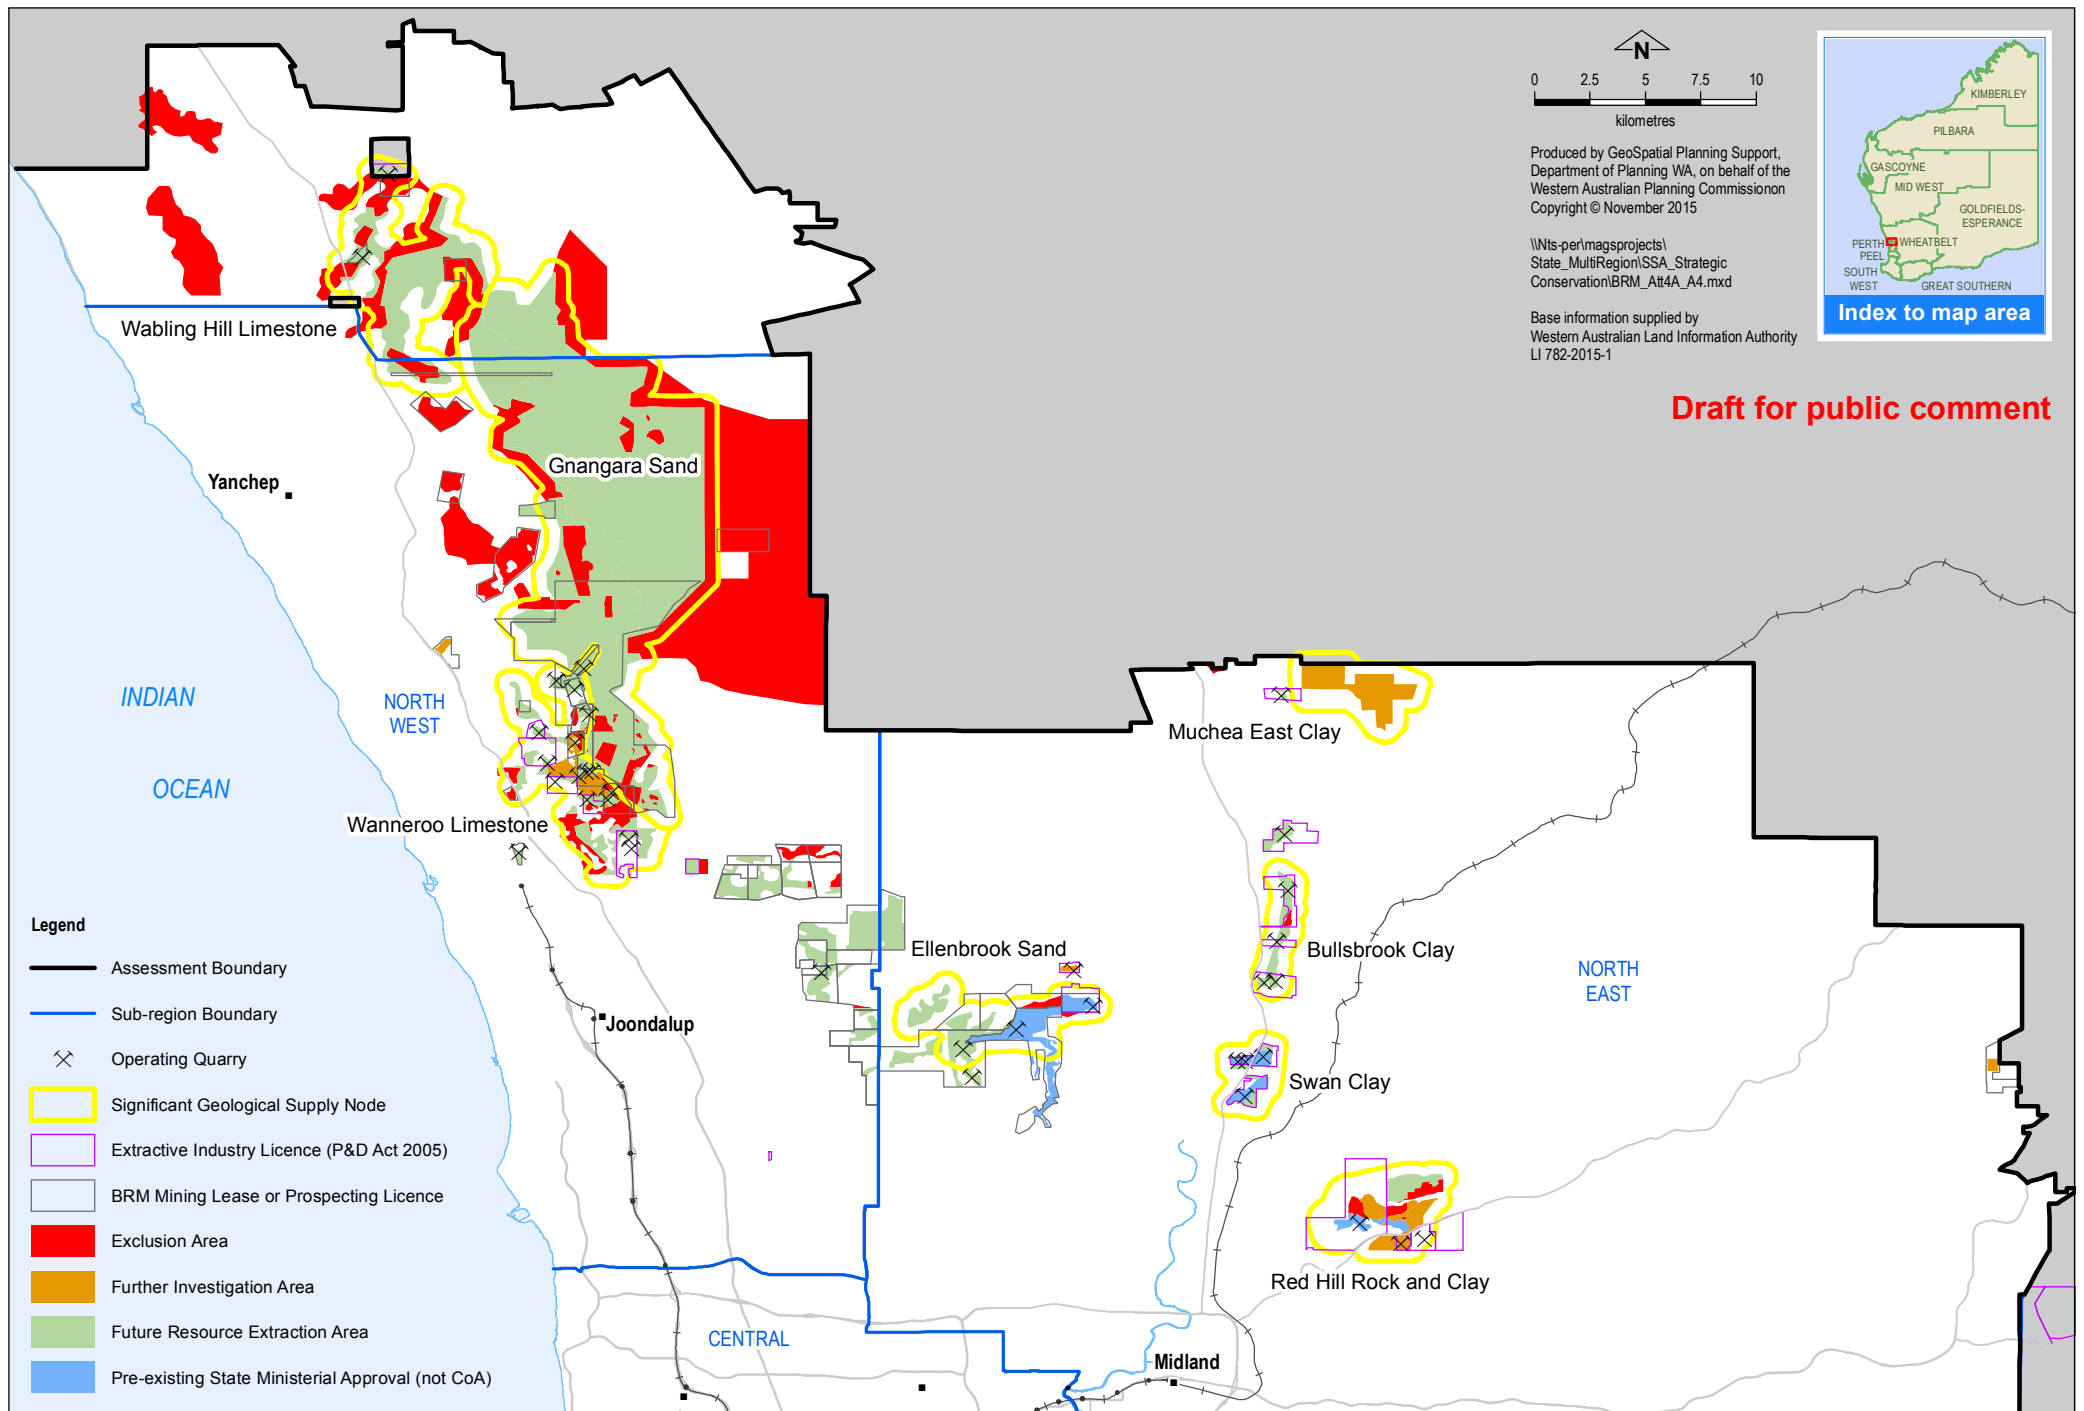 N
0 2.5 5 7.5 10
kilometres
Produced by GeoSpatial Planning Support,
Department of Planning WA, on behalf of the
Western Australian Planning Commissionon
Copyright © November 2015
\\Nts-per\magsprojects\
State_MultiRegion\SSA_Strategic
Conservation\BRM_Att4A_A4.mxd
Base information supplied by
Western Australian Land Information Authority
LI 782-2015-1
KIMBERLEY
PILBARA
GASCOYNE
MID WEST
GOLDFIELDS-
ESPERANCE
PERTH
WHEATBELT
PEEL
SOUTH
WEST
GREAT SOUTHERN
Index to map area
Draft for public comment
Wabling Hill Limestone
Gnangara Sand
Yanchep
INDIAN
OCEAN
NORTH
WEST
Muchea East Clay
Wanneroo Limestone
Ellenbrook Sand
Bullsbrook Clay
NORTH
EAST
Joondalup
Swan Clay
Red Hill Rock and Clay
CENTRAL
Midland
Legend
Assessment Boundary
Sub-region Boundary
Operating Quarry
Significant Geological Supply Node
Extractive Industry Licence (P&D Act 2005)
BRM Mining Lease or Prospecting Licence
Exclusion Area
Further Investigation Area
Future Resource Extraction Area
Pre-existing State Ministerial Approval (not CoA)